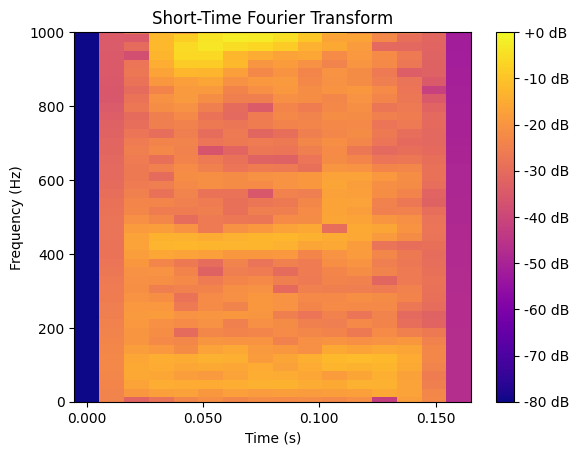 Short-Time Fourier Transform
1000
800
600
400
200
0
Frequency (Hz)
0.000
0.050
0.100
0.150
Time (s)
+0 dB
-10 dB
-20 dB
-30 dB
-40 dB
-50 dB
-60 dB
-70 dB
-80 dB